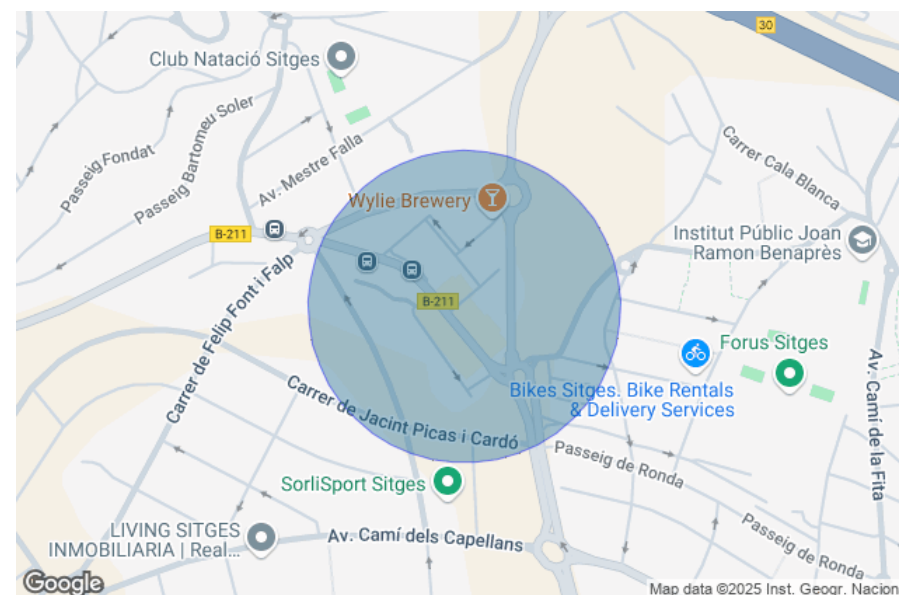 30
Club Natació Sitges
Passeig Bartomeu Soler
Passeig Fondat
Av. Mestre Falla
Carrer Cala Blanca
Wylie Brewery
B-211
Institut Públic Joan
Ramon Benaprès
Carrer de Felip Font i Falp
B-211
Forus Sitges
Bikes Sitges. Bike Rentals
& Delivery Services
Av. Camí de la Fita
Carrer de Jacint Picas i Cardó
Passeig de Ronda
SorliSport Sitges
LIVING SITGES
INMOBILIARIA | Real...
Av. Camí dels Capellans
Passeig de Ronda
Google
Map data ©2025 Inst. Geogr. Nacion